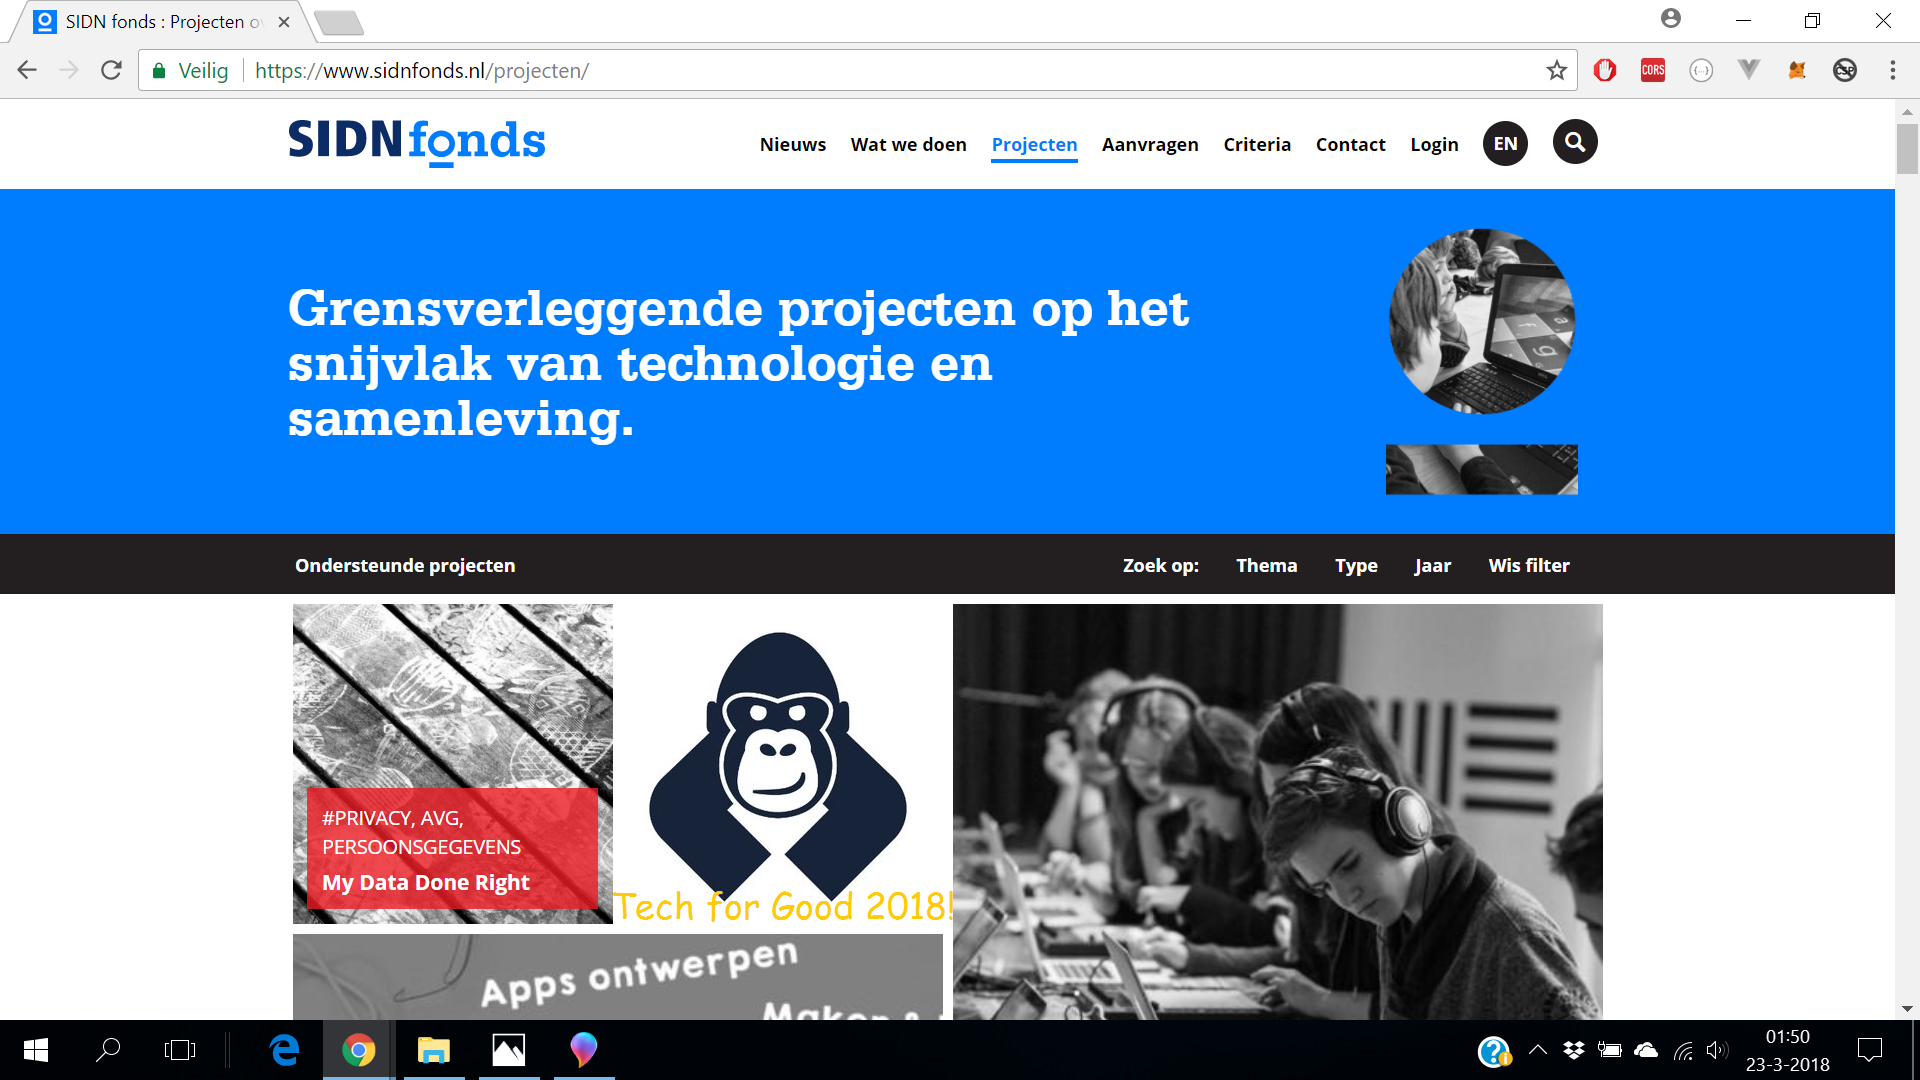 SIDN fonds : Projecten o
Veilig
https://www.sidnfonds.nl/projecten/
CORS
CSP
SIDN fonds
Nieuws Wat we doen Projecten Aanvragen Criteria Contact Login EN
Grensverleggende projecten op het
snijvlak van technologie en
samenleving.
Ondersteunde projecten
Zoek op: Thema Type Jaar Wis filter
#PRIVACY, AVG,
PERSOONSGEGEVENS
My Data Done Right
Tech for Good 2018!
Apps ontwerpen
01:50
23-3-2018